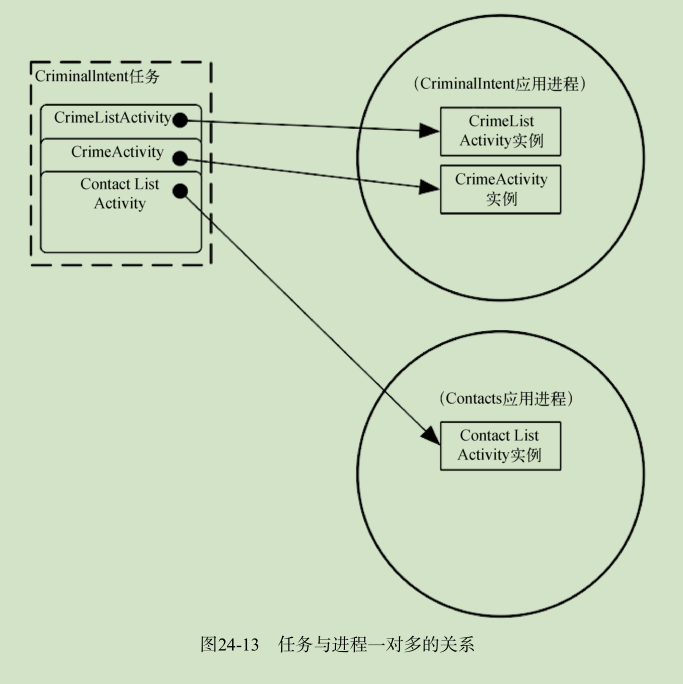 CriminalIntent任务
CrimeListActivity
CrimeActivity
Contact List
Activity
（CriminalIntent应用进程）
CrimeList
Activity实例
CrimeActivity
实例
（Contacts应用进程）
Contact List
Activity实例
图24-13 任务与进程一对多的关系